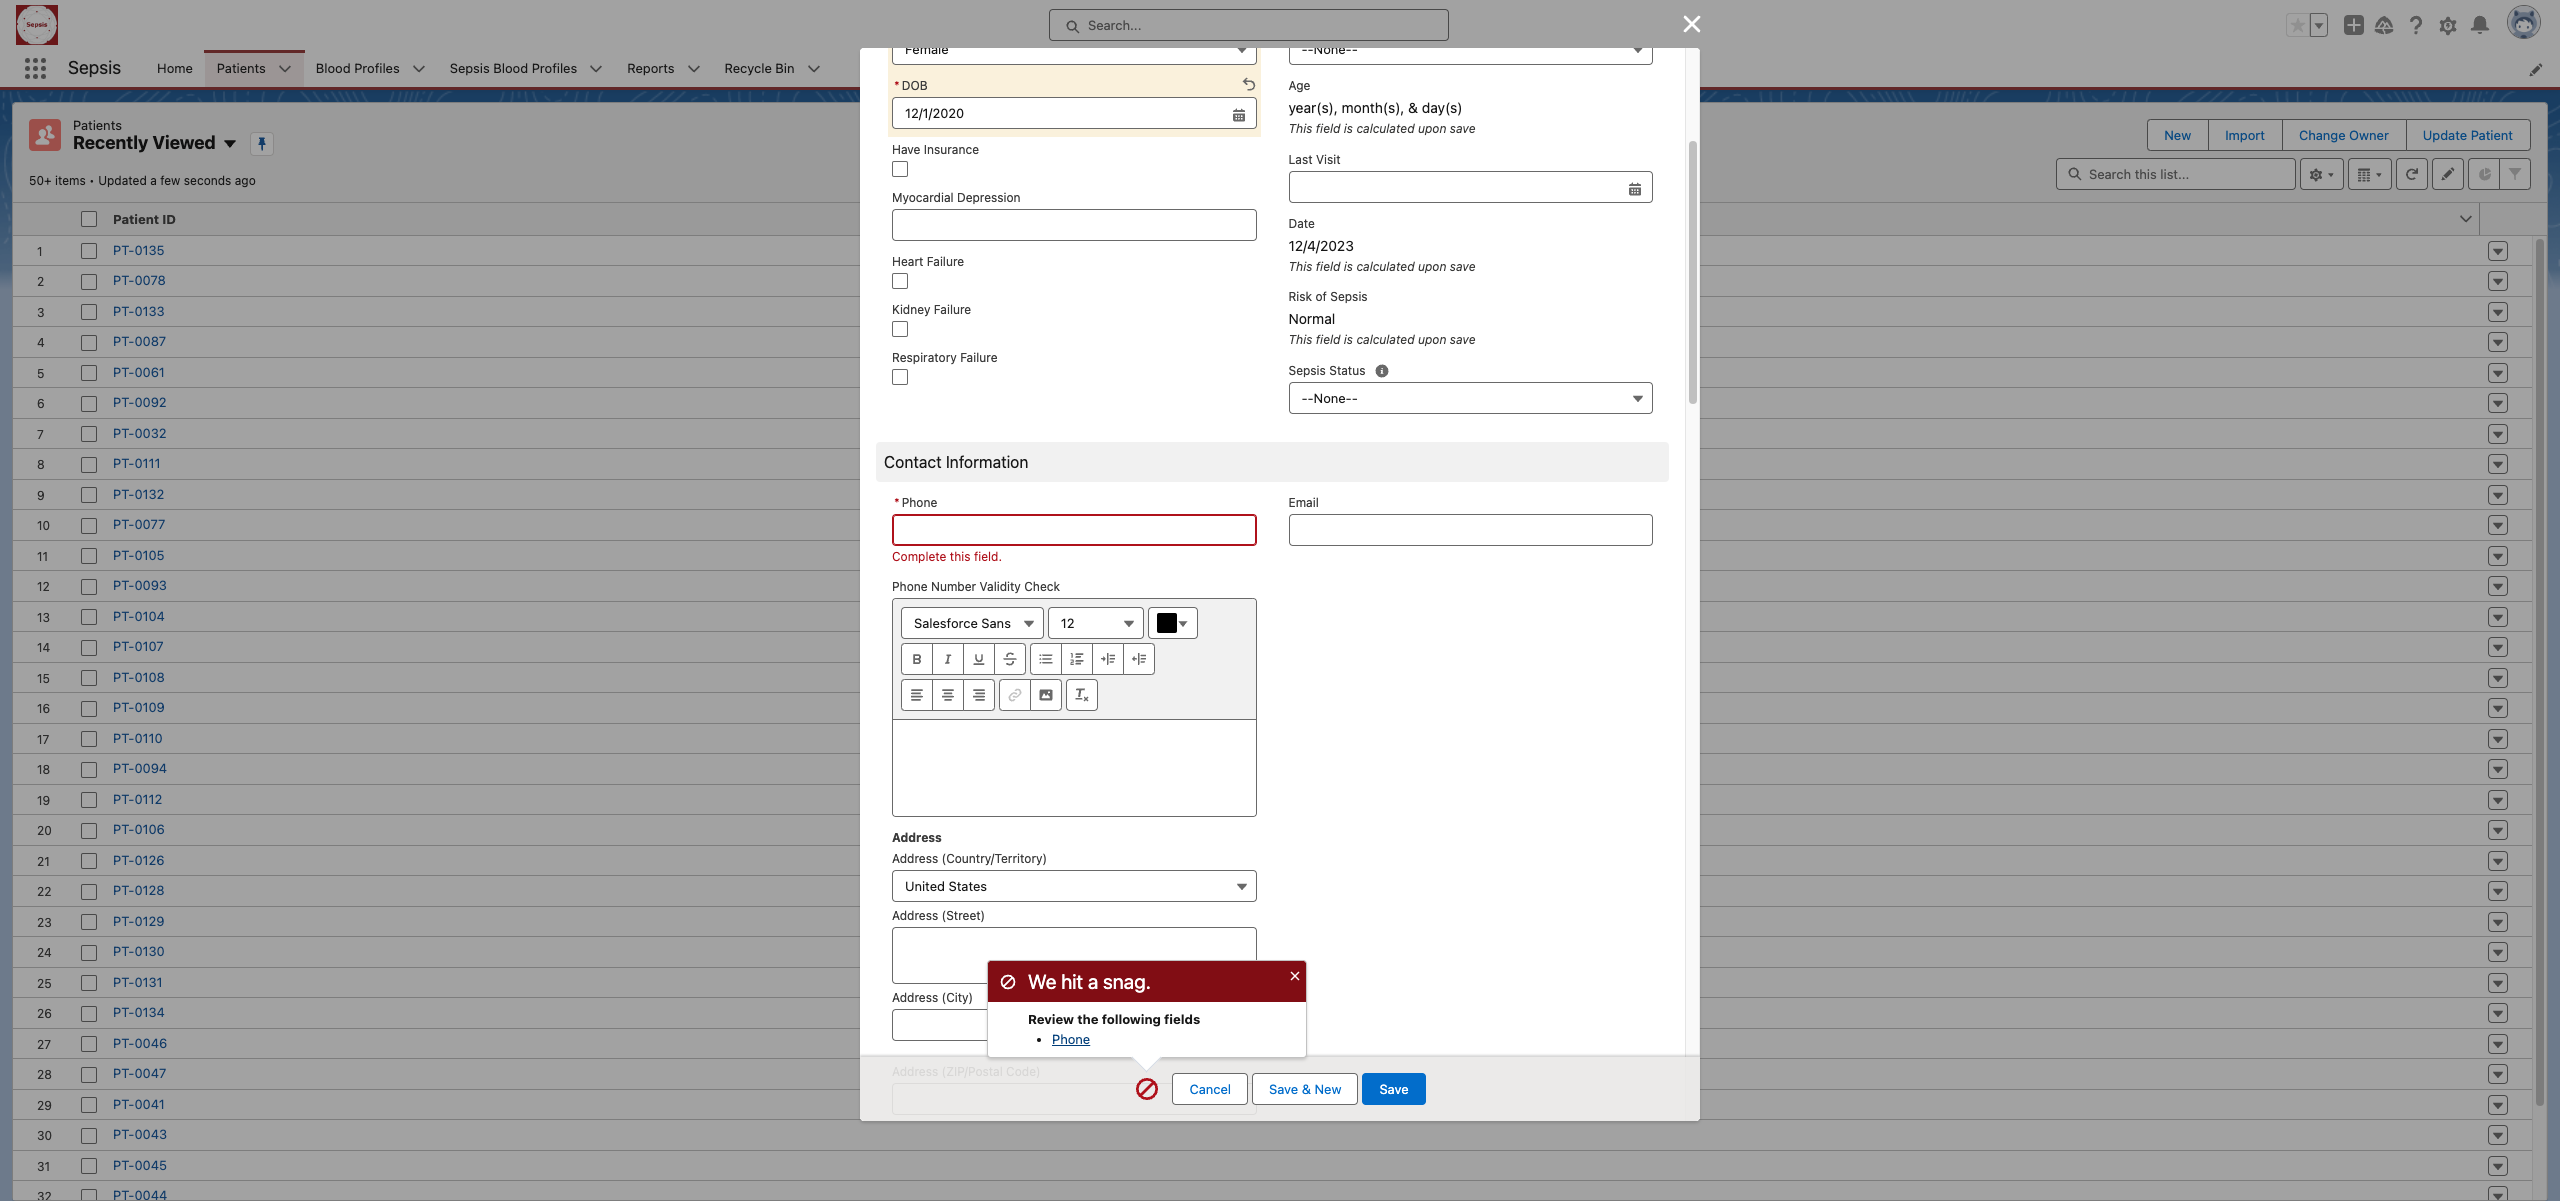 Sepsis
Search...
Sepsis
Home
Patients
Blood Profiles
Sepsis Blood Profiles
Reports
Recycle Bin
Patients
Recently Viewed
50+ items • Updated a few seconds ago
New
Import
Change Owner
Update Patient
Search this list...
Patient ID
1 PT-0135
2 PT-0078
3 PT-0133
4 PT-0087
5 PT-0061
6 PT-0092
7 PT-0032
8 PT-0111
9 PT-0132
10 PT-0077
11 PT-0105
12 PT-0093
13 PT-0104
14 PT-0107
15 PT-0108
16 PT-0109
17 PT-0110
18 PT-0094
19 PT-0112
20 PT-0106
21 PT-0126
22 PT-0128
23 PT-0129
24 PT-0130
25 PT-0131
26 PT-0134
27 PT-0046
28 PT-0047
29 PT-0041
30 PT-0043
31 PT-0045
32 PT-0044
Female
* DOB
12/1/2020
Have Insurance
Myocardial Depression
Heart Failure
Kidney Failure
Respiratory Failure
--None--
Age
year(s), month(s), & day(s)
This field is calculated upon save
Last Visit
Date
12/4/2023
This field is calculated upon save
Risk of Sepsis
Normal
This field is calculated upon save
Sepsis Status
--None--
Contact Information
* Phone
Complete this field.
Email
Phone Number Validity Check
Salesforce Sans
12
B I U S
Address
Address (Country/Territory)
United States
Address (Street)
Address (City)
Address (ZIP/Postal Code)
We hit a snag.
Review the following fields
• Phone
Cancel
Save & New
Save